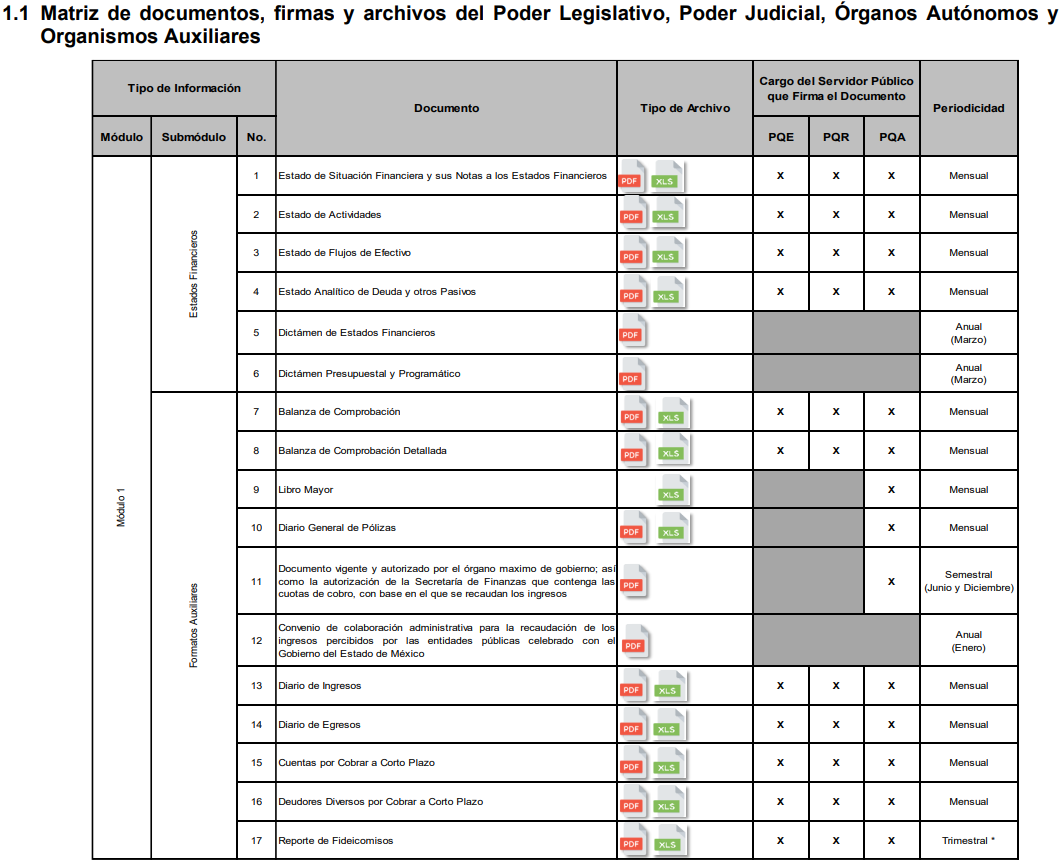 1.1 Matriz de documentos, firmas y archivos del Poder Legislativo, Poder Judicial, Órganos Autónomos y
Organismos Auxiliares
Tipo de Información
Documento
Tipo de Archivo
Cargo del Servidor Público
que Firma el Documento
Periodicidad
Módulo Submódulo No.
PQE PQR PQA
Módulo 1
Estados Financieros
1 Estado de Situación Financiera y sus Notas a los Estados Financieros PDF XLS X X X Mensual
2 Estado de Actividades PDF XLS X X X Mensual
3 Estado de Flujos de Efectivo PDF XLS X X X Mensual
4 Estado Analítico de Deuda y otros Pasivos PDF XLS X X X Mensual
5 Dictámen de Estados Financieros PDF Anual
(Marzo)
6 Dictámen Presupuestal y Programático PDF Anual
(Marzo)
Formatos Auxiliares
7 Balanza de Comprobación PDF XLS X X X Mensual
8 Balanza de Comprobación Detallada PDF XLS X X X Mensual
9 Libro Mayor XLS X Mensual
10 Diario General de Pólizas PDF XLS X Mensual
11 Documento vigente y autorizado por el órgano maximo de gobierno; así
como la autorización de la Secretaría de Finanzas que contenga las
cuotas de cobro, con base en el que se recaudan los ingresos
PDF X Semestral
(Junio y Diciembre)
12 Convenio de colaboración administrativa para la recaudación de los
ingresos percibidos por las entidades públicas celebrado con el
Gobierno del Estado de México
PDF Anual
(Enero)
13 Diario de Ingresos PDF XLS X X X Mensual
14 Diario de Egresos PDF XLS X X X Mensual
15 Cuentas por Cobrar a Corto Plazo PDF XLS X X X Mensual
16 Deudores Diversos por Cobrar a Corto Plazo PDF XLS X X X Mensual
17 Reporte de Fideicomisos PDF XLS X X X Trimestral *